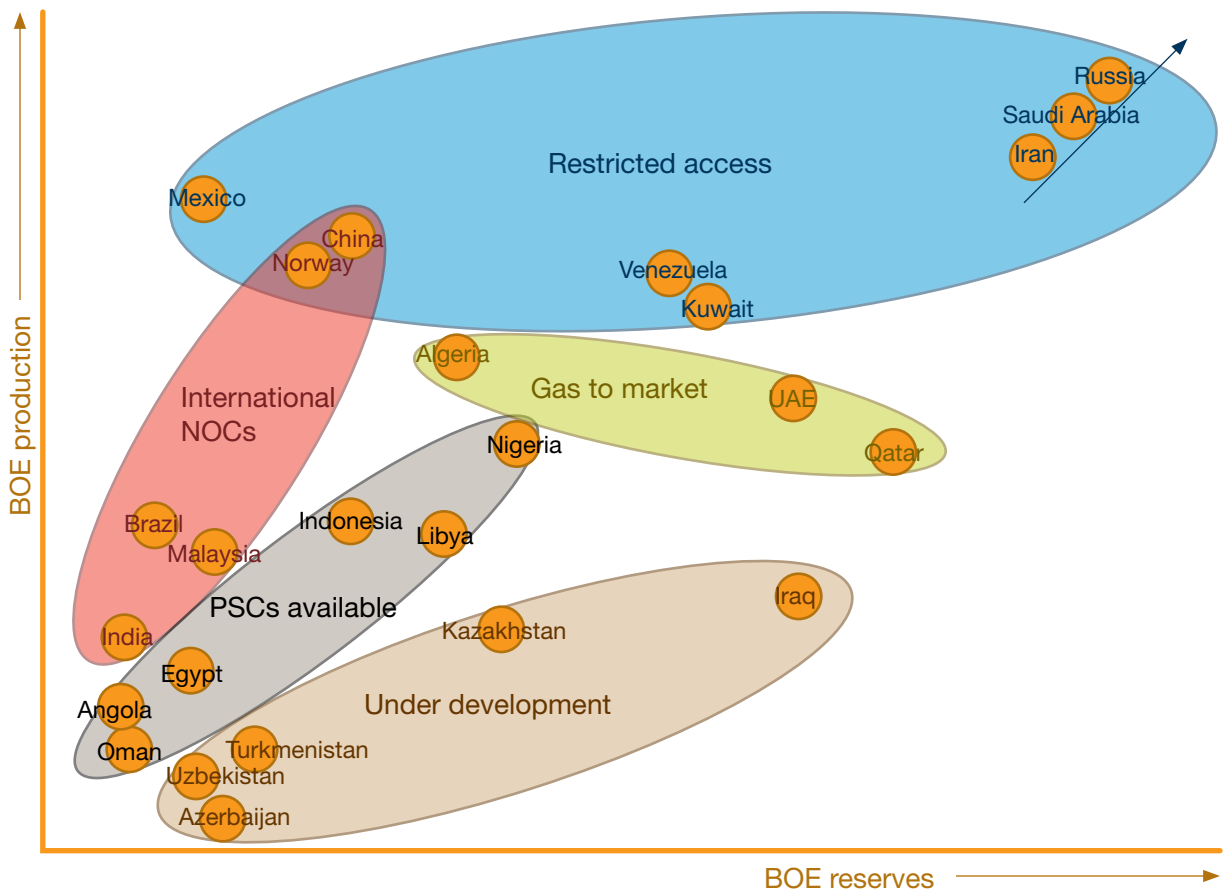 Russia
Saudi Arabia
Iran
Restricted access
Mexico
China
Norway
Venezuela
Kuwait
Algeria
Gas to market
UAE
Qatar
International
NOCs
Nigeria
Brazil
Malaysia
Indonesia
Libya
PSCs available
India
Egypt
Angola
Oman
Iraq
Kazakhstan
Under development
Turkmenistan
Uzbekistan
Azerbaijan
BOE production
BOE reserves